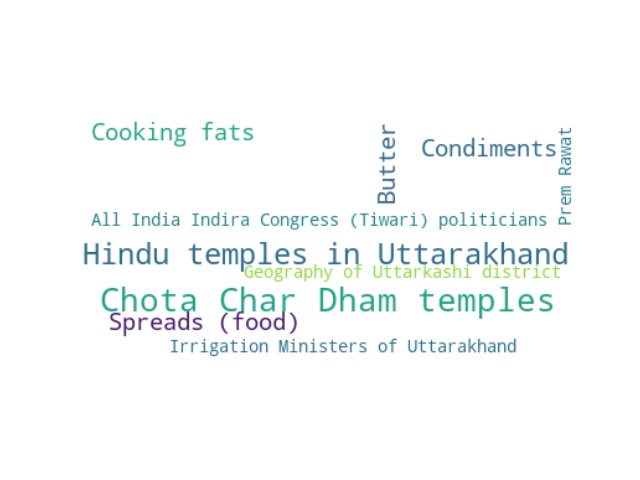 Cooking fats
Butter
Condiments
Prem Rawat
All India Indira Congress (Tiwari) politicians
Hindu temples in Uttarakhand
Geography of Uttarkashi district
Chota Char Dham temples
Spreads (food)
Irrigation Ministers of Uttarakhand